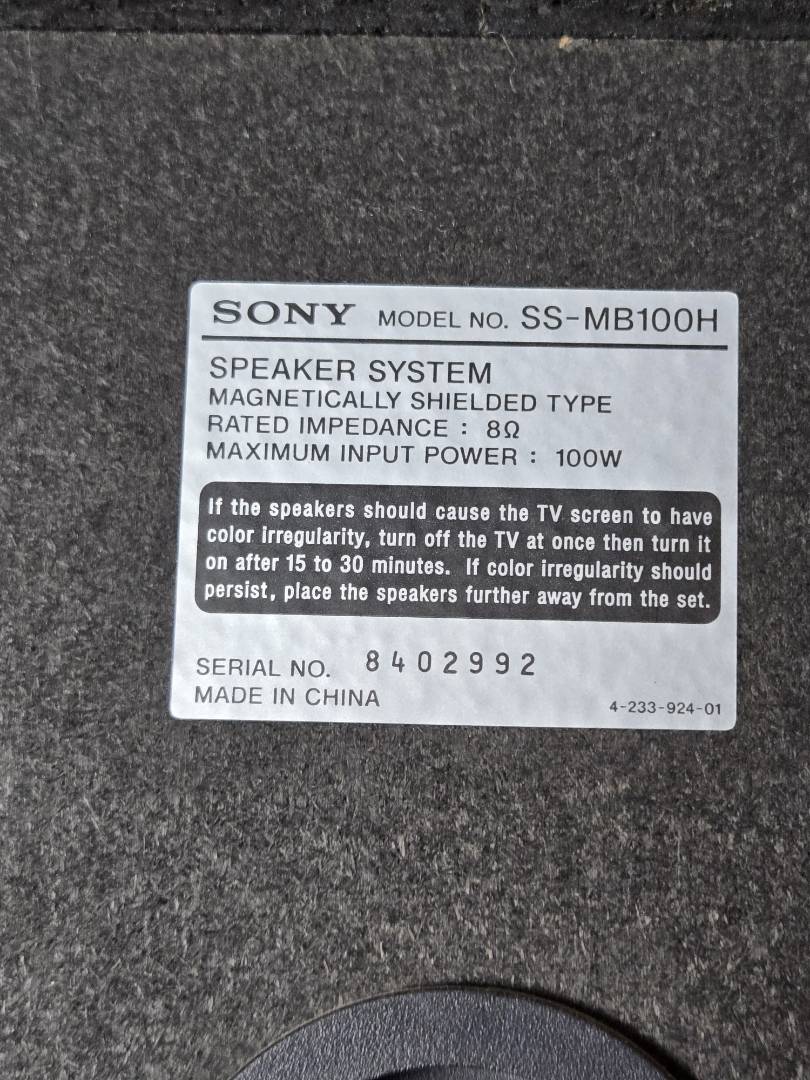 SONY MODEL NO. SS-MB100H
SPEAKER SYSTEM
MAGNETICALLY SHIELDED TYPE
RATED IMPEDANCE : 8Ω
MAXIMUM INPUT POWER : 100W
If the speakers should cause the TV screen to have
color irregularity, turn off the TV at once then turn it
on after 15 to 30 minutes. If color irregularity should
persist, place the speakers further away from the set.
SERIAL NO. 8402992
MADE IN CHINA 4-233-924-01